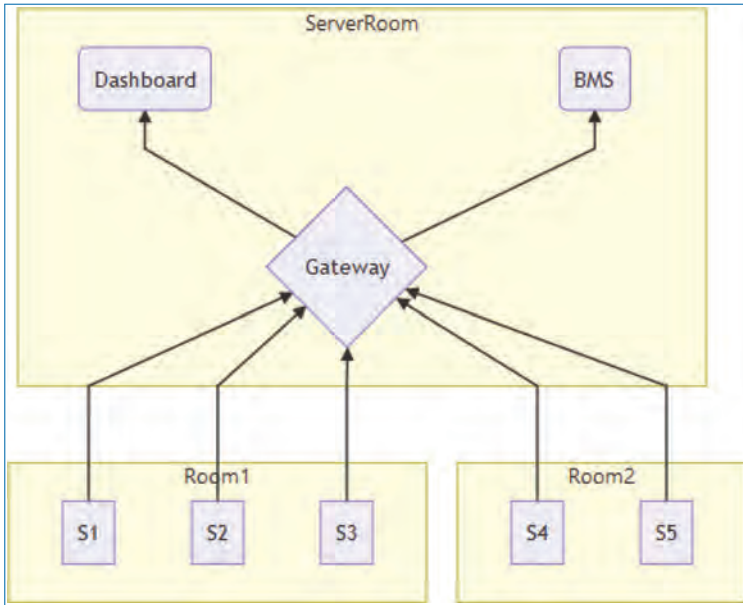 ServerRoom
Dashboard
BMS
Gateway
Room1
Room2
S1
S2
S3
S4
S5